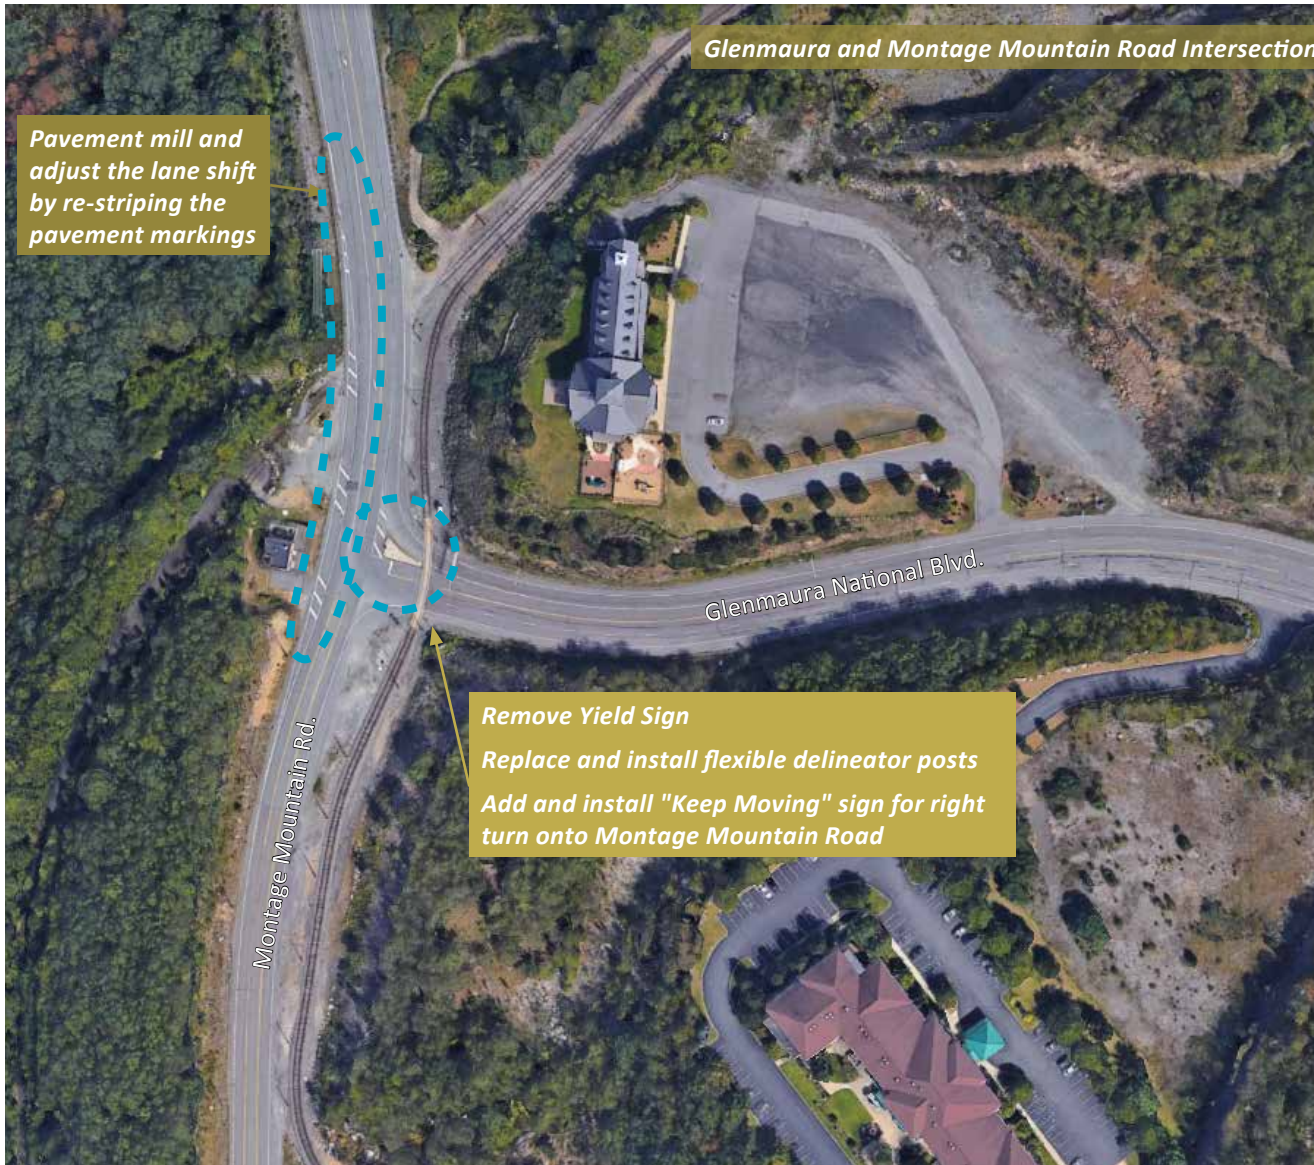 Glenmaura and Montage Mountain Road Intersection
Pavement mill and
adjust the lane shift
by re-striping the
pavement markings
Glenmaura National Blvd.
Remove Yield Sign
Replace and install flexible delineator posts
Add and install "Keep Moving" sign for right
turn onto Montage Mountain Road
Montage Mountain Rd.